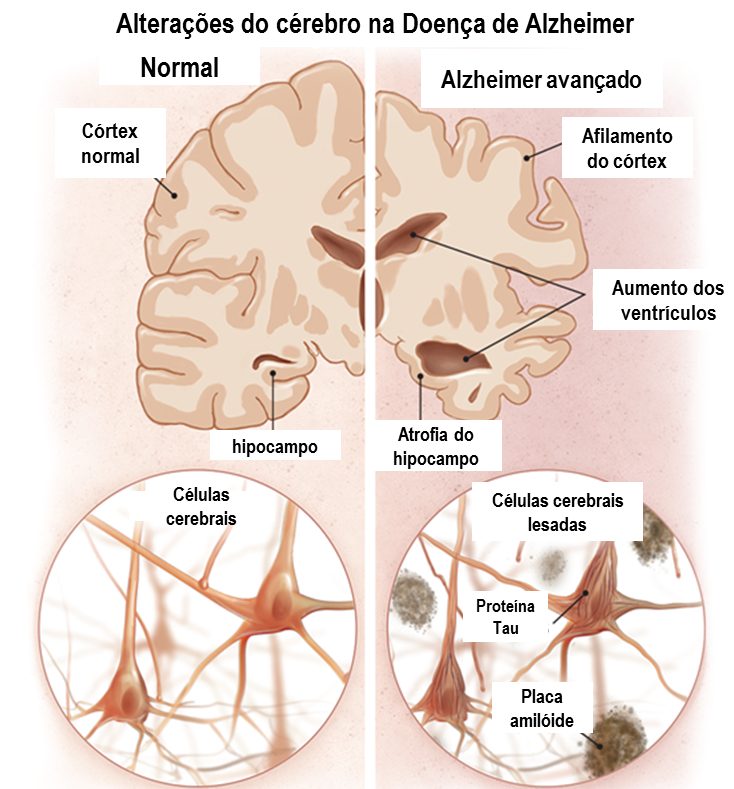 Alterações do cérebro na Doença de Alzheimer
Normal
Alzheimer avançado
Córtex
normal
Afilamento
do córtex
Aumento dos
ventrículos
hipocampo
Atrofia do
hipocampo
Células
cerebrais
Células cerebrais
lesadas
Proteína
Tau
Placa
amilóide